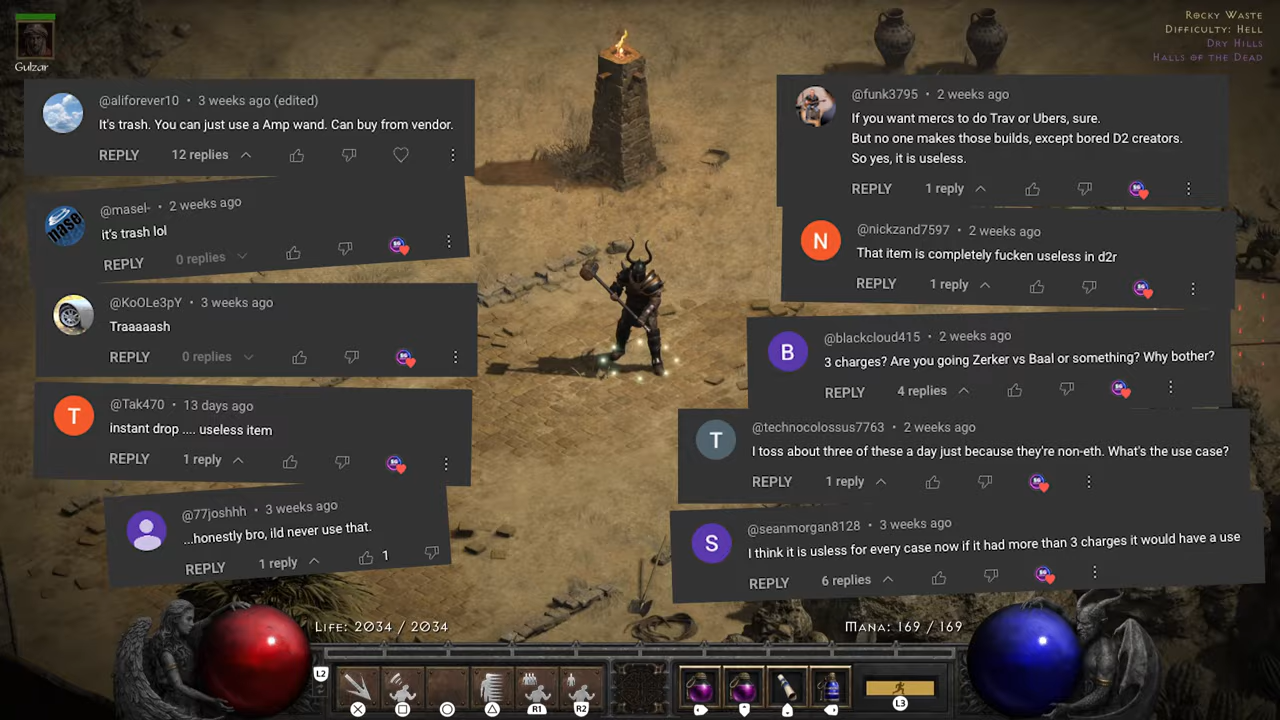 Gulzar
ROCKY WASTE
DIFFICULTY: HELL
DRY HILLS
HALLS OF THE DEAD
@aliforever10 • 3 weeks ago (edited)
It's trash. You can just use a Amp wand. Can buy from vendor.
REPLY 12 replies
@masel- • 2 weeks ago
it's trash lol
REPLY 0 replies
@KoOLe3pY • 3 weeks ago
Traaaaash
REPLY 0 replies
T
@Tak470 • 13 days ago
instant drop .... useless item
REPLY 1 reply
@77joshhh • 3 weeks ago
...honestly bro, ild never use that.
REPLY 1 reply 1
@funk3795 • 2 weeks ago
If you want mercs to do Trav or Ubers, sure.
But no one makes those builds, except bored D2 creators.
So yes, it is useless.
REPLY 1 reply
N
@nickzand7597 • 2 weeks ago
That item is completely fucken useless in d2r
REPLY 1 reply
B
@blackcloud415 • 2 weeks ago
3 charges? Are you going Zerker vs Baal or something? Why bother?
REPLY 4 replies
T
@technocolossus7763 • 2 weeks ago
I toss about three of these a day just because they're non-eth. What's the use case?
REPLY 1 reply
S
@seanmorgan8128 • 3 weeks ago
I think it is usless for every case now if it had more than 3 charges it would have a use
REPLY 6 replies
LIFE: 2034 / 2034
MANA: 169 / 169
L2
R1
R2
L3